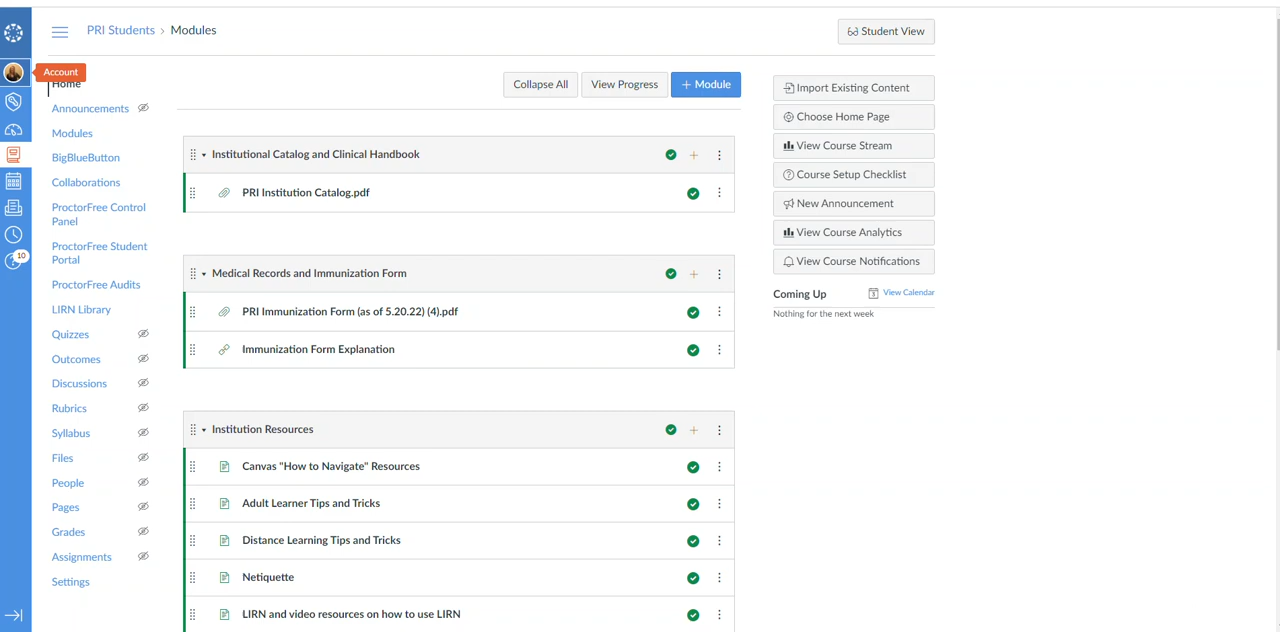 PRI Students › Modules
Student View
Account
Home
Announcements
Modules
BigBlueButton
Collaborations
ProctorFree Control
Panel
ProctorFree Student
Portal
ProctorFree Audits
LIRN Library
Quizzes
Outcomes
Discussions
Rubrics
Syllabus
Files
People
Pages
Grades
Assignments
Settings
10
Collapse All
View Progress
+ Module
Institutional Catalog and Clinical Handbook
PRI Institution Catalog.pdf
Medical Records and Immunization Form
PRI Immunization Form (as of 5.20.22) (4).pdf
Immunization Form Explanation
Institution Resources
Canvas "How to Navigate" Resources
Adult Learner Tips and Tricks
Distance Learning Tips and Tricks
Netiquette
LIRN and video resources on how to use LIRN
Import Existing Content
Choose Home Page
View Course Stream
Course Setup Checklist
New Announcement
View Course Analytics
View Course Notifications
Coming Up
View Calendar
Nothing for the next week